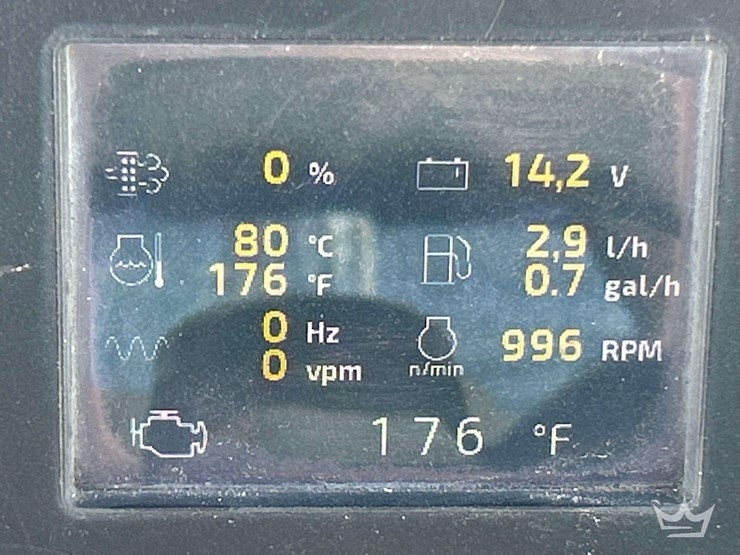 0 % 14,2 V
80 °C 2,9 l/h
176 °F 0.7 gal/h
0 Hz
996 RPM
0 vpm n/min
176 °F